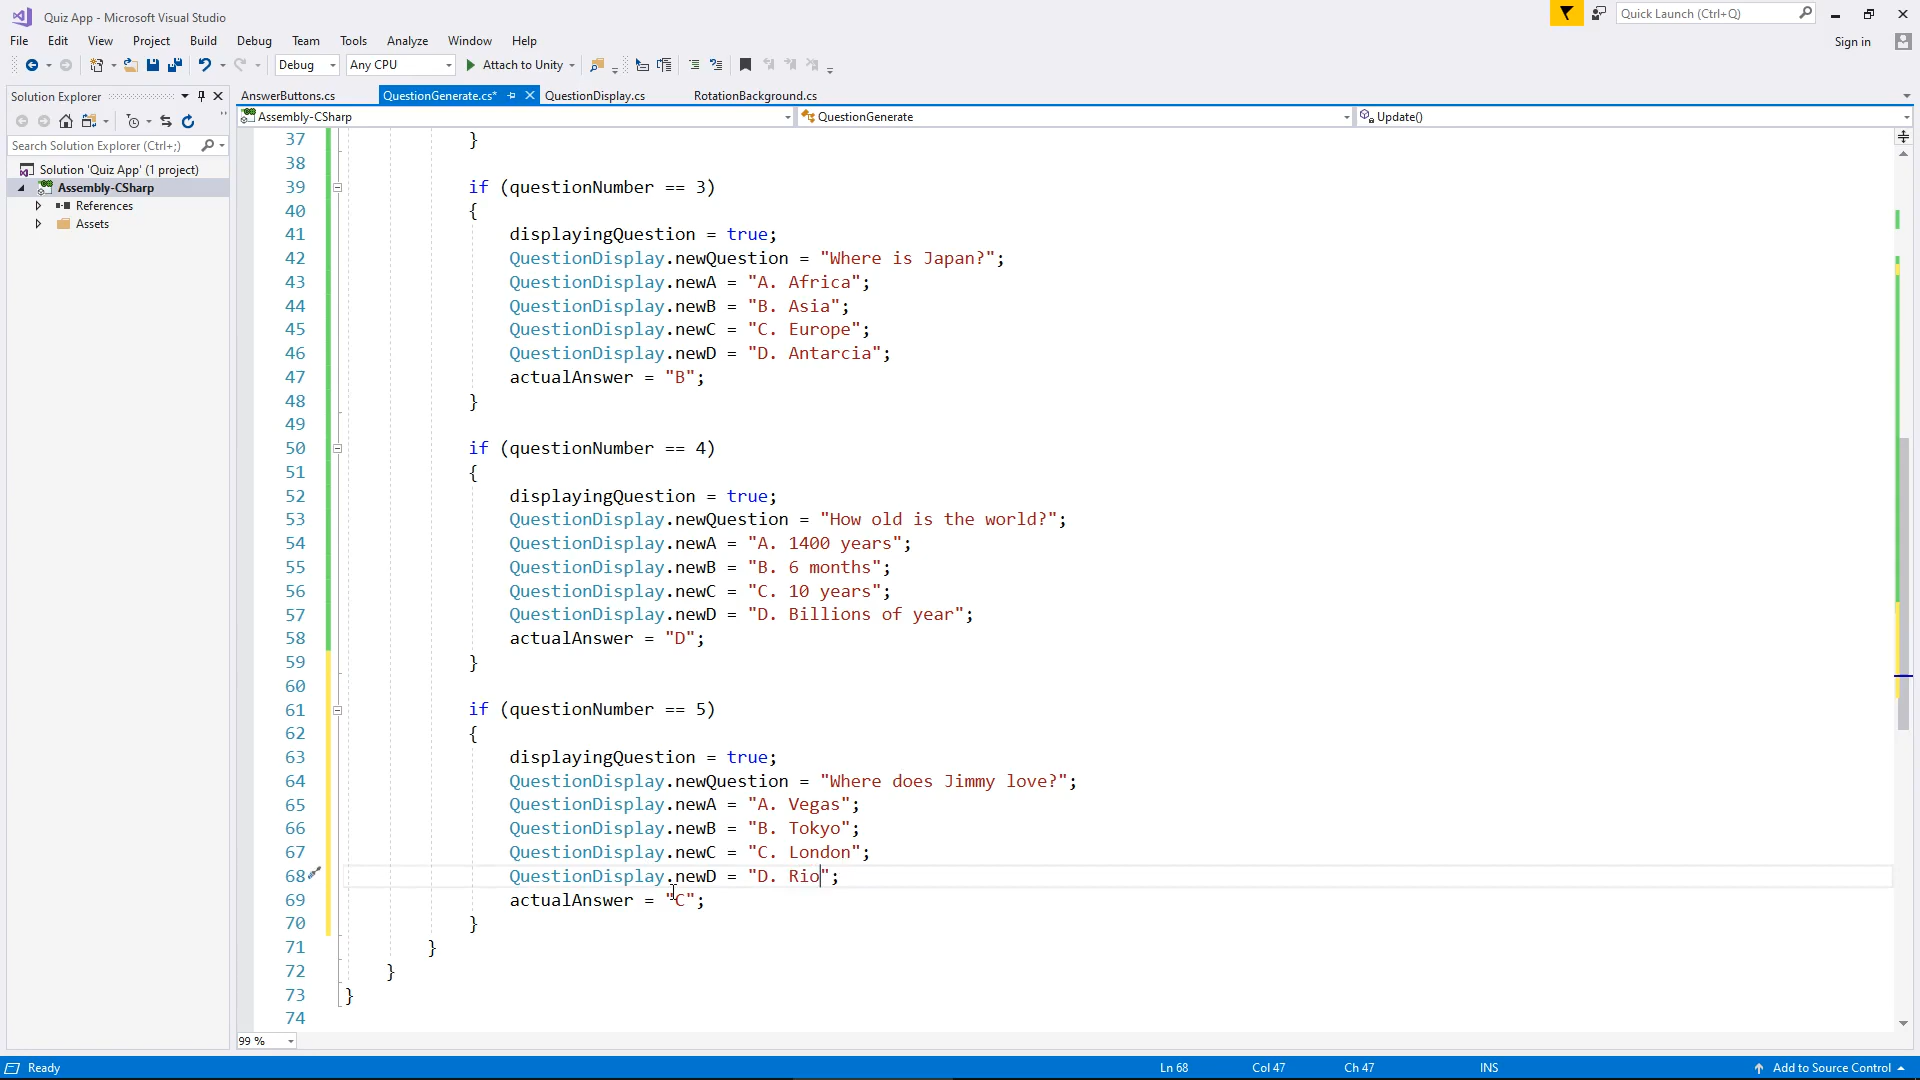 Quiz App - Microsoft Visual Studio
Quick Launch (Ctrl+Q)
File Edit View Project Build Debug Team Tools Analyze Window Help
Sign in
Debug Any CPU Attach to Unity
Solution Explorer
AnswerButtons.cs QuestionGenerate.cs* QuestionDisplay.cs RotationBackground.cs
Assembly-CSharp QuestionGenerate Update()
Search Solution Explorer (Ctrl+;)
Solution 'Quiz App' (1 project)
Assembly-CSharp
References
Assets
37 }
38
39 if (questionNumber == 3)
40 {
41 displayingQuestion = true;
42 QuestionDisplay.newQuestion = "Where is Japan?";
43 QuestionDisplay.newA = "A. Africa";
44 QuestionDisplay.newB = "B. Asia";
45 QuestionDisplay.newC = "C. Europe";
46 QuestionDisplay.newD = "D. Antarcia";
47 actualAnswer = "B";
48 }
49
50 if (questionNumber == 4)
51 {
52 displayingQuestion = true;
53 QuestionDisplay.newQuestion = "How old is the world?";
54 QuestionDisplay.newA = "A. 1400 years";
55 QuestionDisplay.newB = "B. 6 months";
56 QuestionDisplay.newC = "C. 10 years";
57 QuestionDisplay.newD = "D. Billions of year";
58 actualAnswer = "D";
59 }
60
61 if (questionNumber == 5)
62 {
63 displayingQuestion = true;
64 QuestionDisplay.newQuestion = "Where does Jimmy love?";
65 QuestionDisplay.newA = "A. Vegas";
66 QuestionDisplay.newB = "B. Tokyo";
67 QuestionDisplay.newC = "C. London";
68 QuestionDisplay.newD = "D. Rio";
69 actualAnswer = "C";
70 }
71 }
72 }
73 }
74
99 %
Ready Ln 68 Col 47 Ch 47 INS Add to Source Control